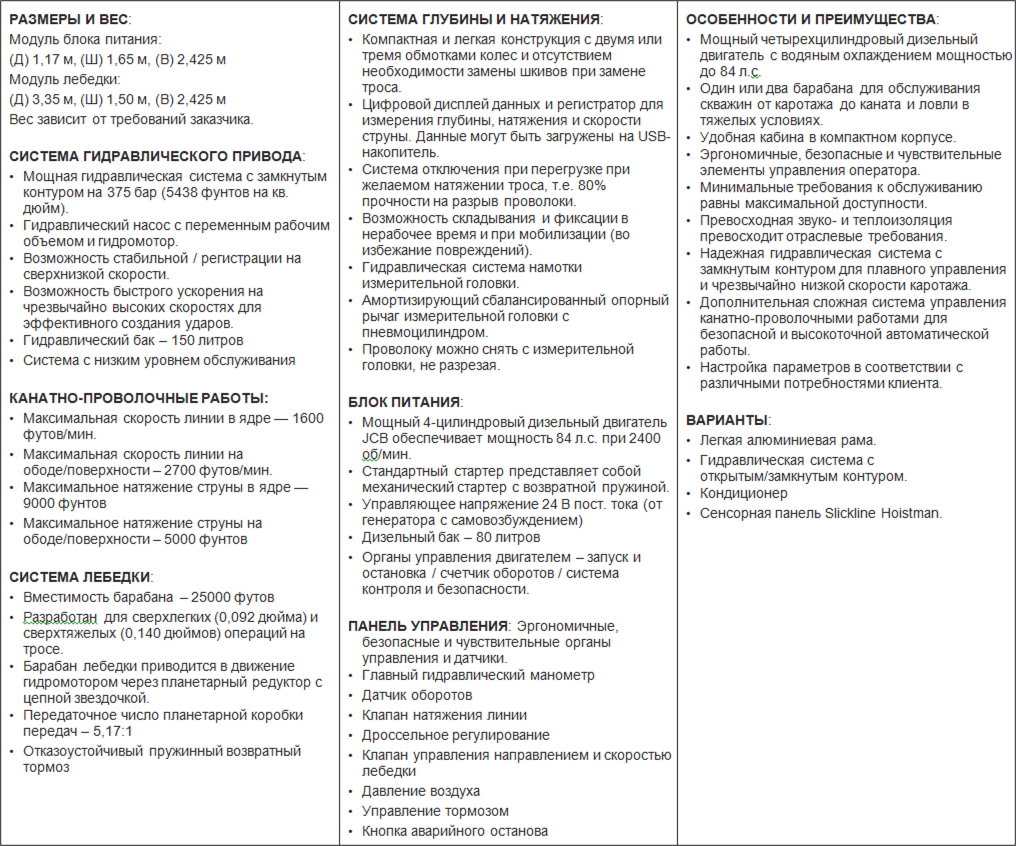 РАЗМЕРЫ И ВЕС:
Модуль блока питания:
(Д) 1,17 м, (Ш) 1,65 м, (В) 2,425 м
Модуль лебедки:
(Д) 3,35 м, (Ш) 1,50 м, (В) 2,425 м
Вес зависит от требований заказчика.
СИСТЕМА ГИДРАВЛИЧЕСКОГО ПРИВОДА:
• Мощная гидравлическая система с замкнутым
контуром на 375 бар (5438 фунтов на кв.
дюйм).
• Гидравлический насос с переменным рабочим
объемом и гидромотор.
• Возможность стабильной / регистрации на
сверхнизкой скорости.
• Возможность быстрого ускорения на
чрезвычайно высоких скоростях для
эффективного создания ударов.
• Гидравлический бак – 150 литров
• Система с низким уровнем обслуживания
КАНАТНО-ПРОВОЛОЧНЫЕ РАБОТЫ:
• Максимальная скорость линии в ядре — 1600
футов/мин.
• Максимальная скорость линии на
ободе/поверхности – 2700 футов/мин.
• Максимальное натяжение струны в ядре —
9000 фунтов
• Максимальное натяжение струны на
ободе/поверхности – 5000 фунтов
СИСТЕМА ЛЕБЕДКИ:
• Вместимость барабана – 25000 футов
• Разработан для сверхлегких (0,092 дюйма) и
сверхтяжелых (0,140 дюймов) операций на
тросе.
• Барабан лебедки приводится в движение
гидромотором через планетарный редуктор с
цепной звездочкой.
• Передаточное число планетарной коробки
передач – 5,17:1
• Отказоустойчивый пружинный возвратный
тормоз
СИСТЕМА ГЛУБИНЫ И НАТЯЖЕНИЯ:
• Компактная и легкая конструкция с двумя или
тремя обмотками колес и отсутствием
необходимости замены шкивов при замене
троса.
• Цифровой дисплей данных и регистратор для
измерения глубины, натяжения и скорости
струны. Данные могут быть загружены на USB-
накопитель.
• Система отключения при перегрузке при
желаемом натяжении троса, т.е. 80%
прочности на разрыв проволоки.
• Возможность складывания и фиксации в
нерабочее время и при мобилизации (во
избежание повреждений).
• Гидравлическая система намотки
измерительной головки.
• Амортизирующий сбалансированный опорный
рычаг измерительной головки с
пневмоцилиндром.
• Проволоку можно снять с измерительной
головки, не разрезая.
БЛОК ПИТАНИЯ:
• Мощный 4-цилиндровый дизельный двигатель
JCB обеспечивает мощность 84 л.с. при 2400
об/мин.
• Стандартный стартер представляет собой
механический стартер с возвратной пружиной.
• Управляющее напряжение 24 В пост. тока (от
генератора с самовозбуждением)
• Дизельный бак – 80 литров
• Органы управления двигателем – запуск и
остановка / счетчик оборотов / система
контроля и безопасности.
ПАНЕЛЬ УПРАВЛЕНИЯ: Эргономичные,
безопасные и чувствительные органы
управления и датчики.
• Главный гидравлический манометр
• Датчик оборотов
• Клапан натяжения линии
• Дроссельное регулирование
• Клапан управления направлением и скоростью
лебедки
• Давление воздуха
• Управление тормозом
• Кнопка аварийного останова
ОСОБЕННОСТИ И ПРЕИМУЩЕСТВА:
• Мощный четырехцилиндровый дизельный
двигатель с водяным охлаждением мощностью
до 84 л.с.
• Один или два барабана для обслуживания
скважин от каротажа до каната и ловли в
тяжелых условиях.
• Удобная кабина в компактном корпусе.
• Эргономичные, безопасные и чувствительные
элементы управления оператора.
• Минимальные требования к обслуживанию
равны максимальной доступности.
• Превосходная звуко- и теплоизоляция
превосходит отраслевые требования.
• Надежная гидравлическая система с
замкнутым контуром для плавного управления
и чрезвычайно низкой скорости каротажа.
• Дополнительная сложная система управления
канатно-проволочными работами для
безопасной и высокоточной автоматической
работы.
• Настройка параметров в соответствии с
различными потребностями клиента.
ВАРИАНТЫ:
• Легкая алюминиевая рама.
• Гидравлическая система с
открытым/замкнутым контуром.
• Кондиционер
• Сенсорная панель Slickline Hoistman.